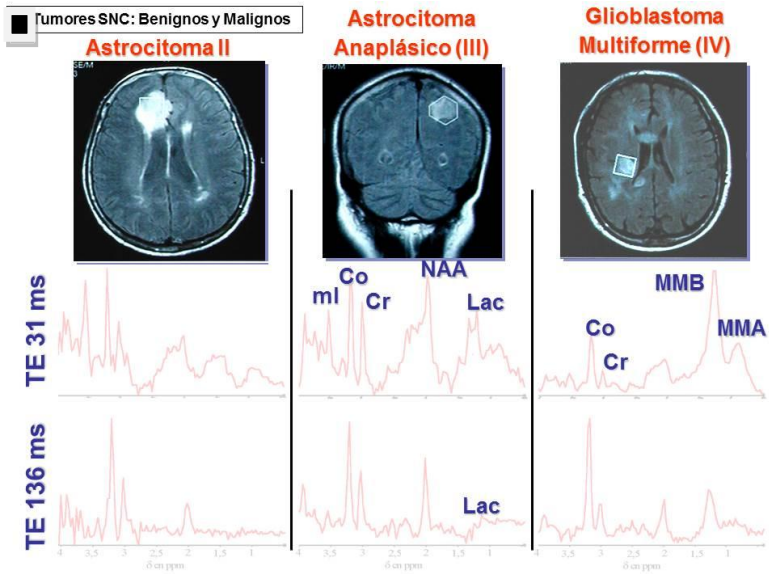 Tumores SNC: Benignos y Malignos
Astrocitoma II
Astrocitoma
Anaplásico (III)
Glioblastoma
Multiforme (IV)
SE/M
3
L
IR/M
TE 31 ms
mI
Co
Cr
NAA
Lac
Co
Cr
MMB
MMA
TE 136 ms
Lac
4 3,5 3 2,5 2 1,5 1
δ en ppm
4 3,5 3 2,5 2 1,5 1
δ en ppm
4 3,5 3 2,5 2 1,5 1
δ en ppm